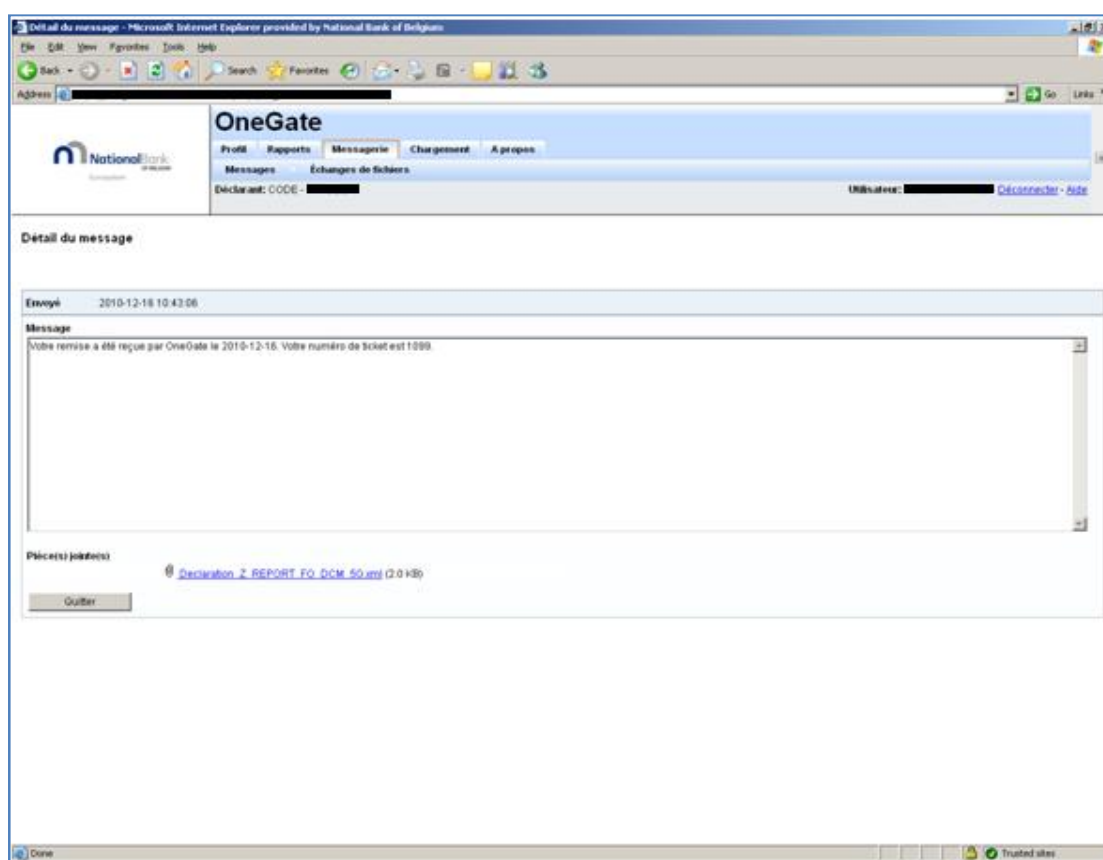 Détail du message - Microsoft Internet Explorer provided by National Bank of Belgium
File Edit View Favorites Tools Help
Back Search Favorites
Address Go Links
OneGate
NationalBank
OF BELGIUM
Eurosystem
Profil Rapports Messagerie Chargement A propos
Messages Échanges de fichiers
Déclarant: CODE - Utilisateur: Déconnecter - Aide
Détail du message
Envoyé 2010-12-16 10:43:06
Message
Votre remise a été reçue par OneGate le 2010-12-16. Votre numéro de ticket est 1099.
Pièce(s) jointe(s)
Declaration_Z_REPORT_FO_DCM_50.xml (2.0 KB)
Quitter
Done Trusted sites